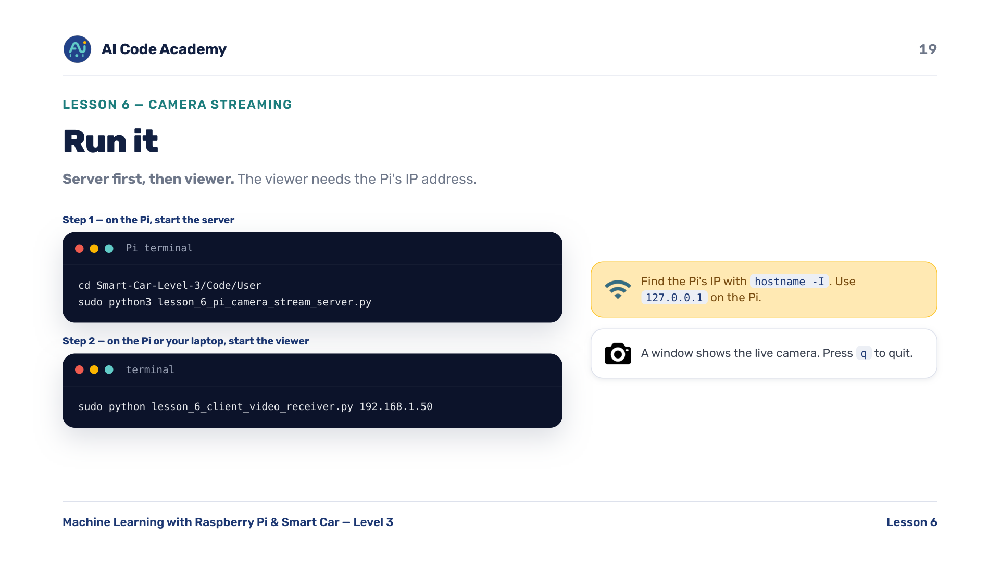 AI Code Academy
19
LESSON 6 — CAMERA STREAMING
Run it
Server first, then viewer. The viewer needs the Pi's IP address.
Step 1 — on the Pi, start the server
Pi terminal
cd Smart-Car-Level-3/Code/User
sudo python3 lesson_6_pi_camera_stream_server.py
Step 2 — on the Pi or your laptop, start the viewer
terminal
sudo python lesson_6_client_video_receiver.py 192.168.1.50
Find the Pi's IP with hostname -I. Use
127.0.0.1 on the Pi.
A window shows the live camera. Press q to quit.
Machine Learning with Raspberry Pi & Smart Car — Level 3
Lesson 6